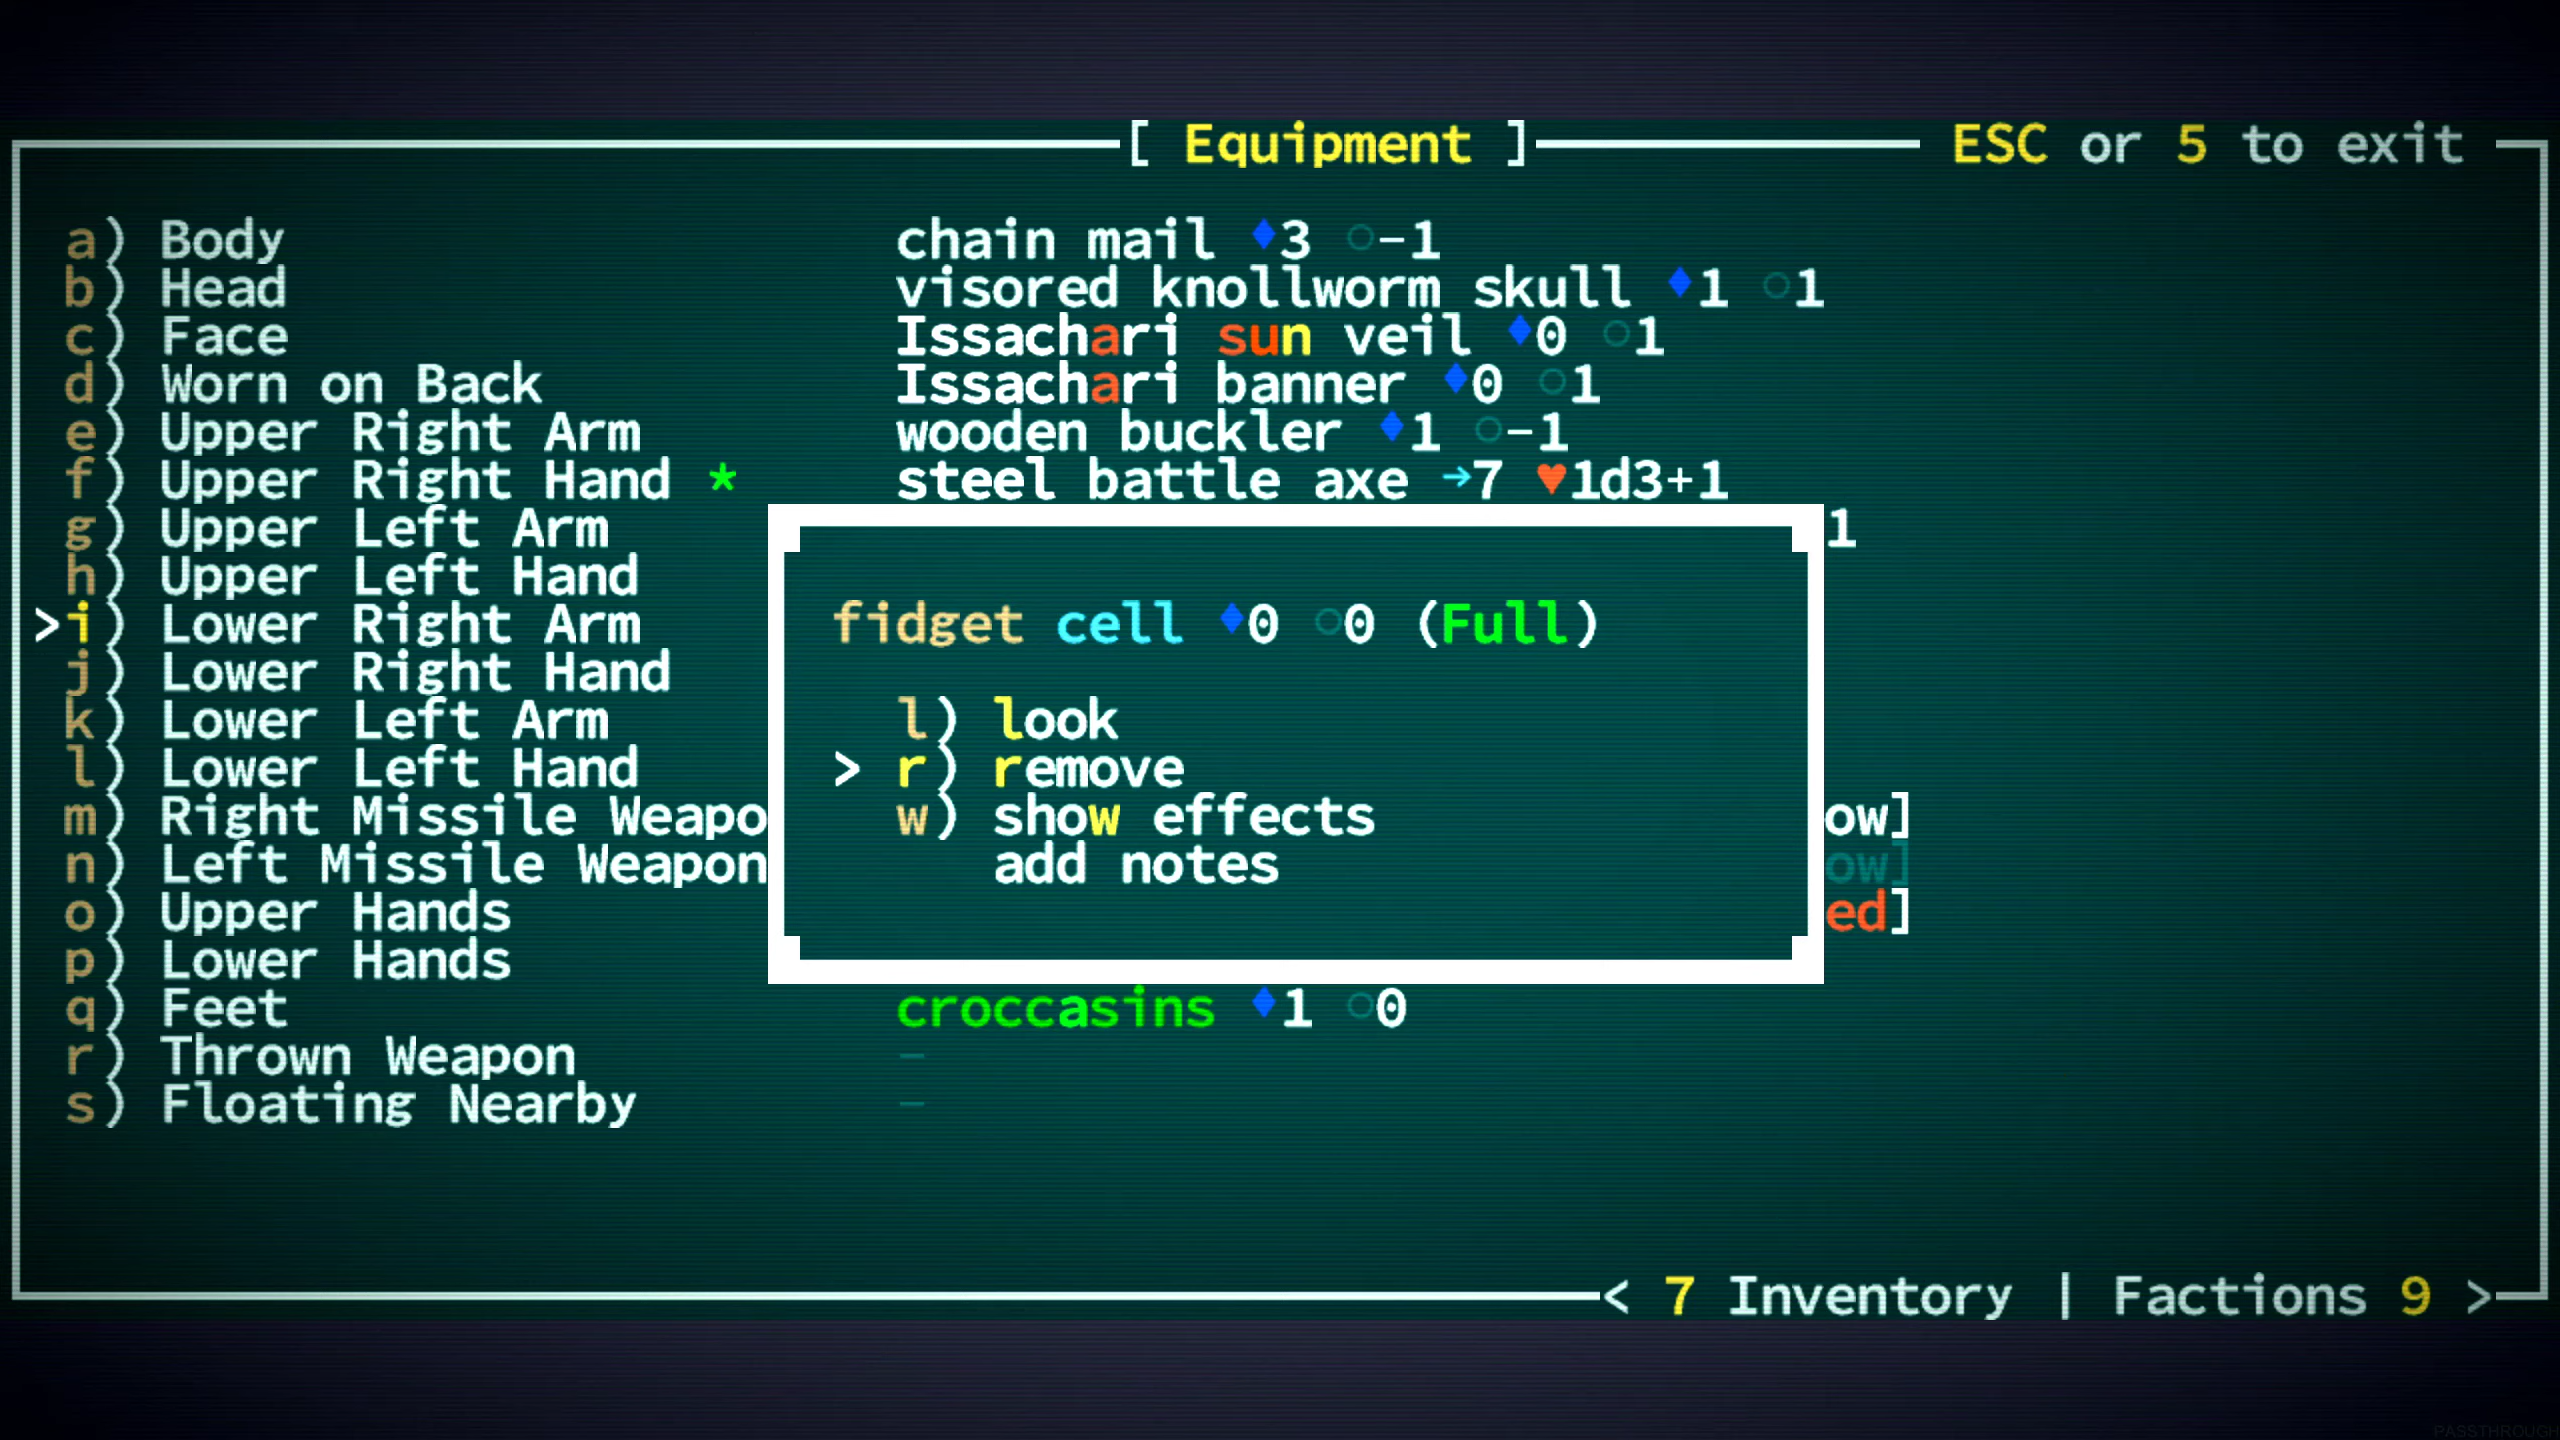 [ Equipment ] ESC or 5 to exit
a) Body chain mail ♦3 ○-1
b) Head visored knollworm skull ♦1 ○1
c) Face Issachari sun veil ♦0 ○1
d) Worn on Back Issachari banner ♦0 ○1
e) Upper Right Arm wooden buckler ♦1 ○-1
f) Upper Right Hand * steel battle axe →7 ♥1d3+1
g) Upper Left Arm 1
h) Upper Left Hand
>i) Lower Right Arm
fidget cell ♦0 ○0 (Full)
j) Lower Right Hand
k) Lower Left Arm
l) look
l) Lower Left Hand
> r) remove
m) Right Missile Weapo ow]
w) show effects
n) Left Missile Weapon ow]
add notes
o) Upper Hands ed]
p) Lower Hands
q) Feet croccasins ♦1 ○0
r) Thrown Weapon -
s) Floating Nearby -
< 7 Inventory | Factions 9 >
PASSTHROUGH